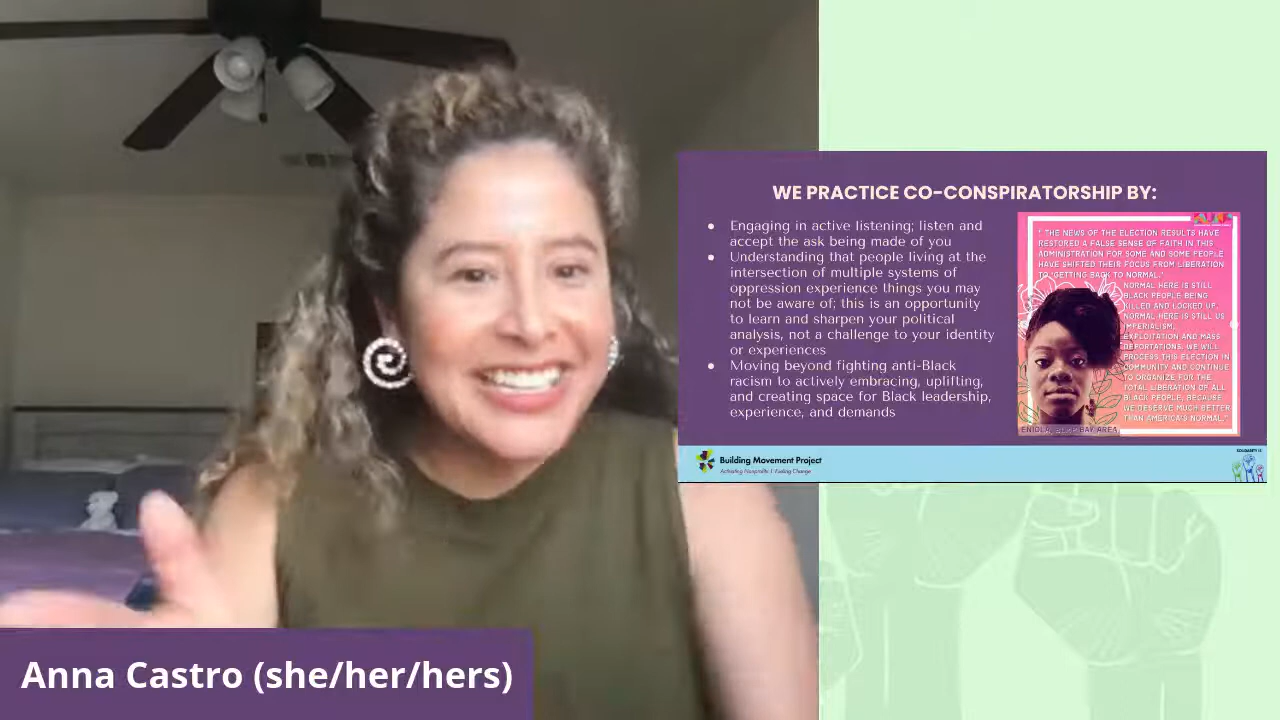 WE PRACTICE CO-CONSPIRATORSHIP BY:
● Engaging in active listening; listen and
accept the ask being made of you
● Understanding that people living at the
intersection of multiple systems of
oppression experience things you may
not be aware of; this is an opportunity
to learn and sharpen your political
analysis, not a challenge to your identity
or experiences
● Moving beyond fighting anti-Black
racism to actively embracing, uplifting,
and creating space for Black leadership,
experience, and demands
" THE NEWS OF THE ELECTION RESULTS HAVE
RESTORED A FALSE SENSE OF FAITH IN THIS
ADMINISTRATION FOR SOME AND SOME PEOPLE
HAVE SHIFTED THEIR FOCUS FROM LIBERATION
TO "GETTING BACK TO NORMAL."
NORMAL HERE IS STILL
BLACK PEOPLE BEING
KILLED AND LOCKED UP.
NORMAL HERE IS STILL US
IMPERIALISM,
EXPLOITATION AND MASS
DEPORTATIONS. WE WILL
PROCESS THIS ELECTION IN
COMMUNITY AND CONTINUE
TO ORGANIZE FOR THE
TOTAL LIBERATION OF ALL
BLACK PEOPLE, BECAUSE
WE DESERVE MUCH BETTER
THAN AMERICA'S NORMAL."
ENIOLA, BAY AREA
Building Movement Project
SOLIDARITY IS
Anna Castro (she/her/hers)